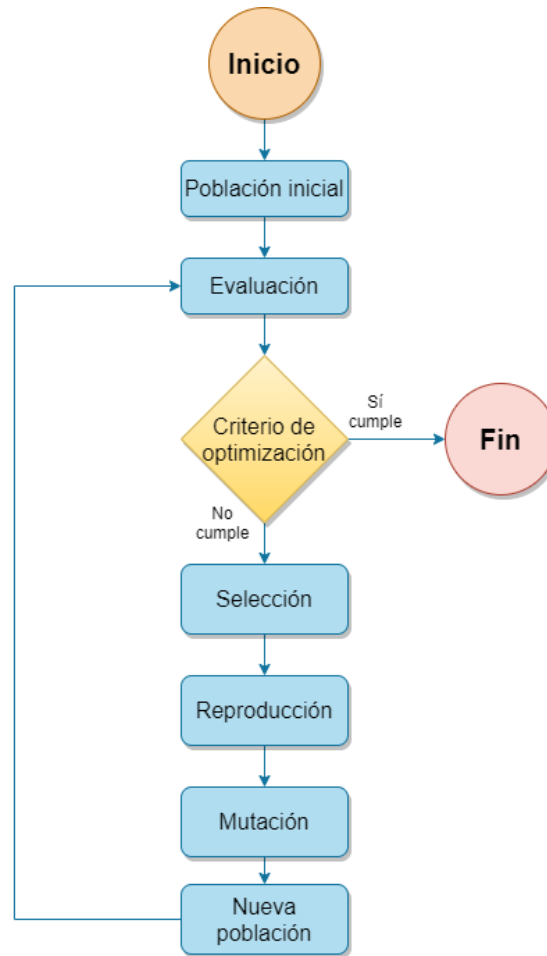 Inicio
Población inicial
Evaluación
Criterio de
optimización
Sí
cumple
Fin
No
cumple
Selección
Reproducción
Mutación
Nueva
población